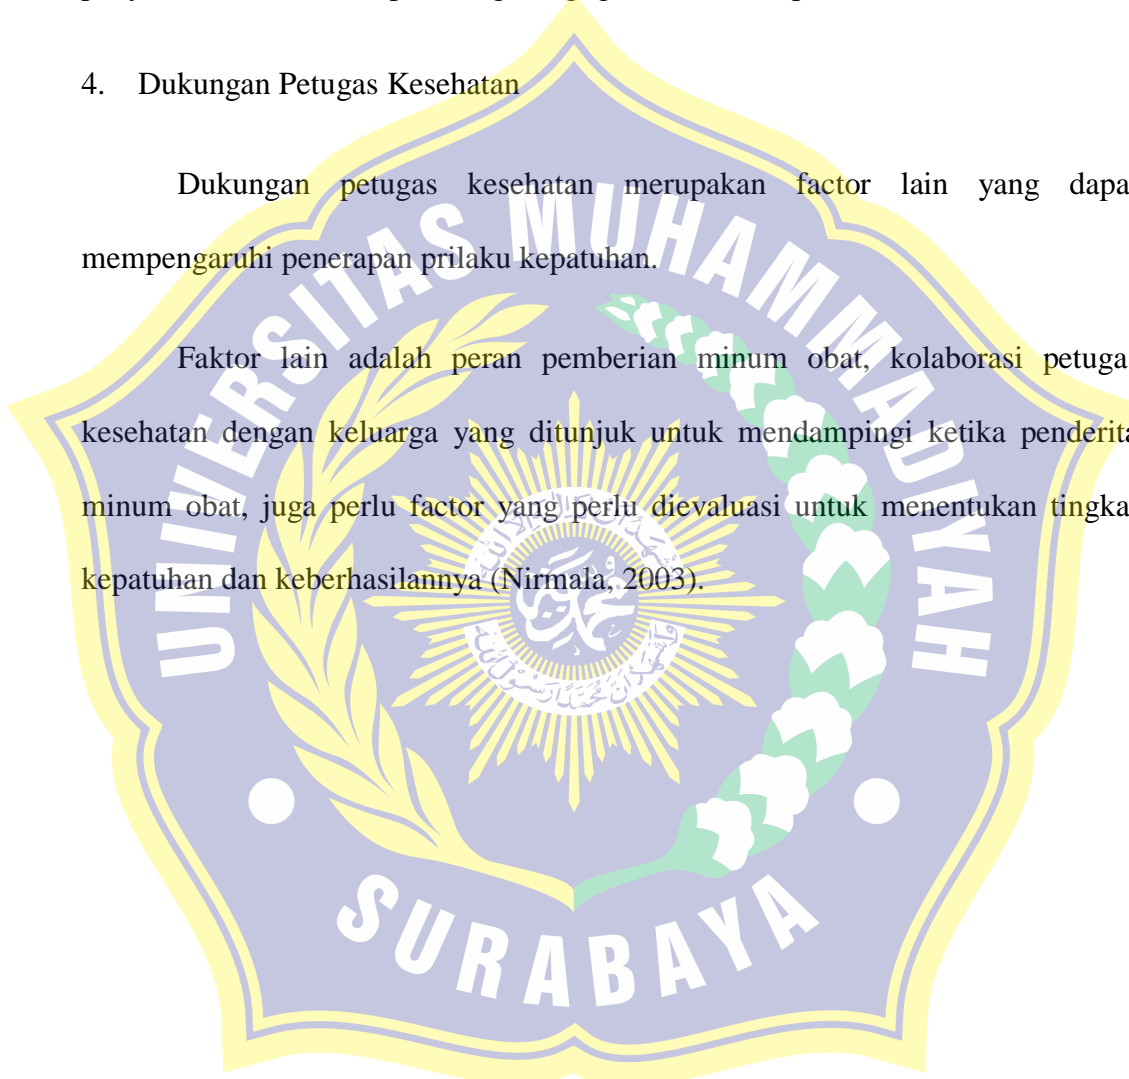 4. Dukungan Petugas Kesehatan
Dukungan petugas kesehatan merupakan factor lain yang dapa
mempengaruhi penerapan prilaku kepatuhan.
Faktor lain adalah peran pemberian minum obat, kolaborasi petuga
kesehatan dengan keluarga yang ditunjuk untuk mendampingi ketika penderita
minum obat, juga perlu factor yang perlu dievaluasi untuk menentukan tingka
kepatuhan dan keberhasilannya (Nirmala, 2003).
UNIVERSITAS MUHAMMADIYAH
SURABAYA